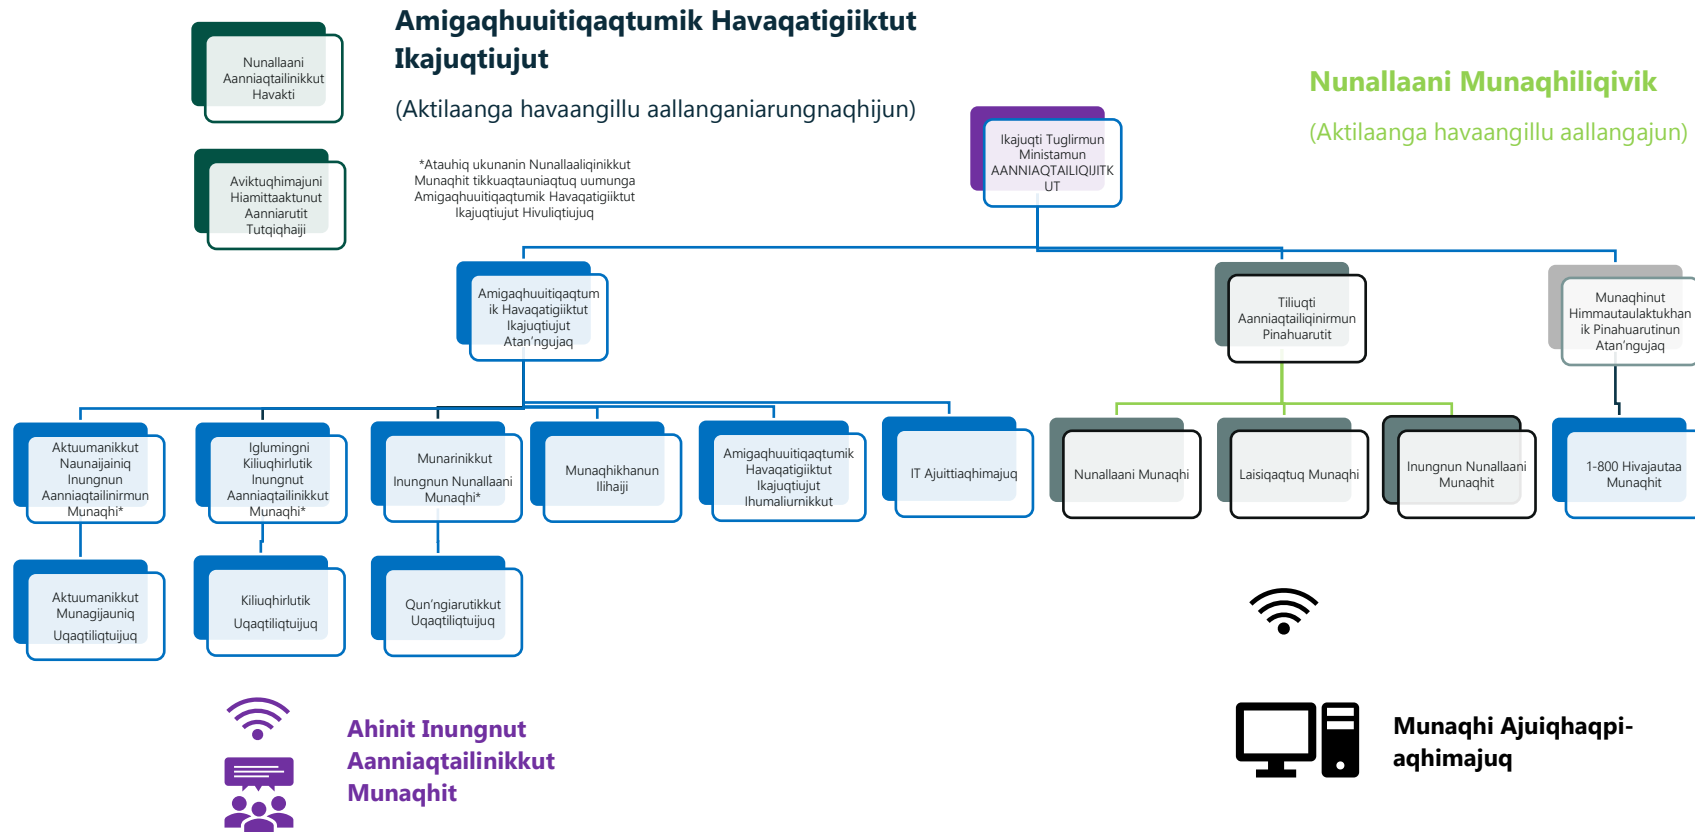 Amigaqhuuitiqaqtumik Havaqatigiiktut
Ikajuqtiujut
(Aktilaanga havaangillu aallanganiarungnaqhijun)
Nunallaani
Aanniaqtailinikkut
Havakti
Aviktuqhimajuni
Hiamittaaktunut
Aanniarutit
Tutqiqhaiji
*Atauhiq ukunanin Nunallaaliqinikkut
Munaqhit tikkuaqtauniaqtuq uumunga
Amigaqhuuitiqaqtumik Havaqatigiiktut
Ikajuqtiujut Hivuliqtiujuq
Nunallaani Munaqhiliqivik
(Aktilaanga havaangillu aallangajun)
Ikajuqti Tuglirmun
Ministamun
AANNIAQTAILIQIJITK
UT
Amigaqhuuitiqaqtum
ik Havaqatigiiktut
Ikajuqtiujut
Atan'ngujaq
Tiliuqti
Aanniaqtailiqinirmun
Pinahuarutit
Munaqhinut
Himmautaulaktukhan
ik Pinahuarutinun
Atan'ngujaq
Aktuumanikkut
Naunaijainiq
Inungnun
Aanniaqtailinirmun
Munaqhi*
Iglumingni
Kiliuqhirlutik
Inungnut
Aanniaqtailinikkut
Munaqhi*
Munarinikkut
Inungnun Nunallaani
Munaqhi*
Munaqhikhanun
Ilihaiji
Amigaqhuuitiqaqtumik
Havaqatigiiktut
Ikajuqtiujut
Ihumaliurnikkut
IT Ajuittiaqhimajuq
Nunallaani Munaqhi
Laisiqaqtuq Munaqhi
Inungnun Nunallaani
Munaqhit
1-800 Hivajautaa
Munaqhit
Aktuumanikkut
Munagijauniq
Uqaqtiliqtuijuq
Kiliuqhirlutik
Uqaqtiliqtuijuq
Qun'ngiarutikkut
Uqaqtiliqtuijuq
Ahinit Inungnut
Aanniaqtailinikkut
Munaqhit
Munaqhi Ajuiqhaqpi-
aqhimajuq